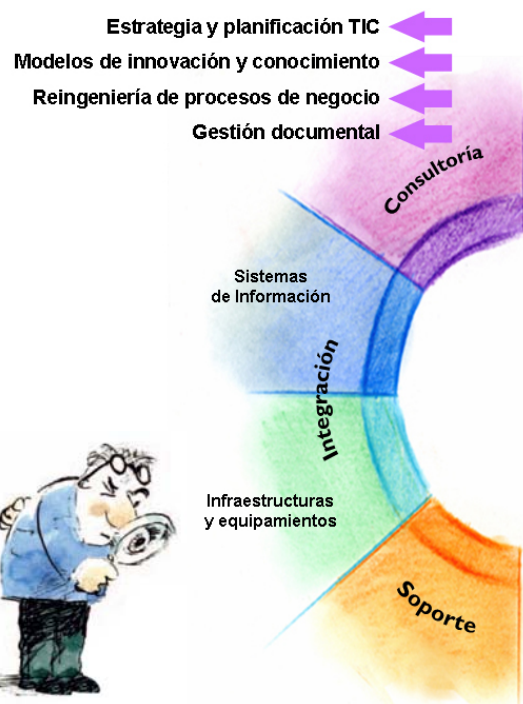 Estrategia y planificación TIC
Modelos de innovación y conocimiento
Reingeniería de procesos de negocio
Gestión documental
Consultoría
Sistemas
de Información
Integración
Infraestructuras
y equipamientos
Soporte